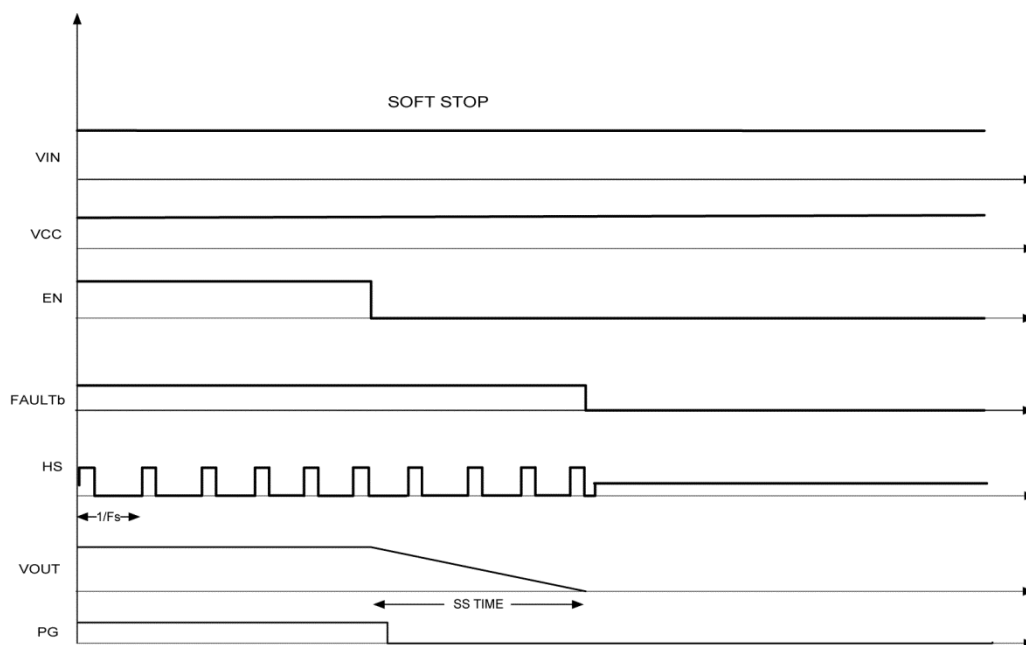 SOFT STOP
VIN
VCC
EN
FAULTb
HS
1/Fs
VOUT
SS TIME
PG